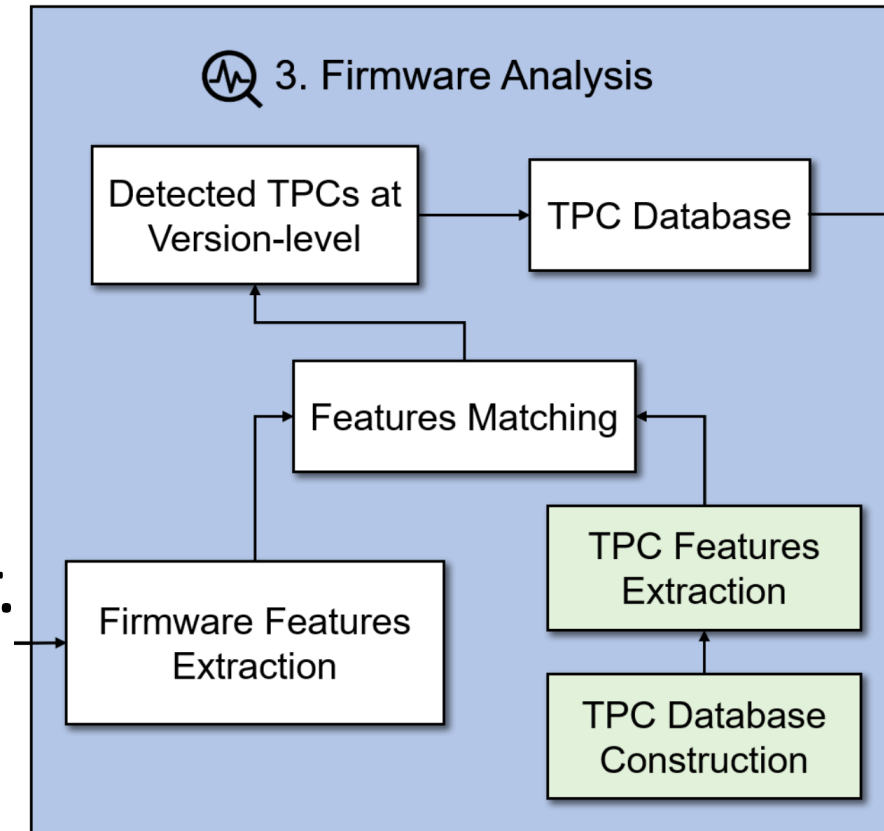 3. Firmware Analysis
Detected TPCs at
Version-level
TPC Database
Features Matching
TPC Features
Extraction
Firmware Features
Extraction
TPC Database
Construction